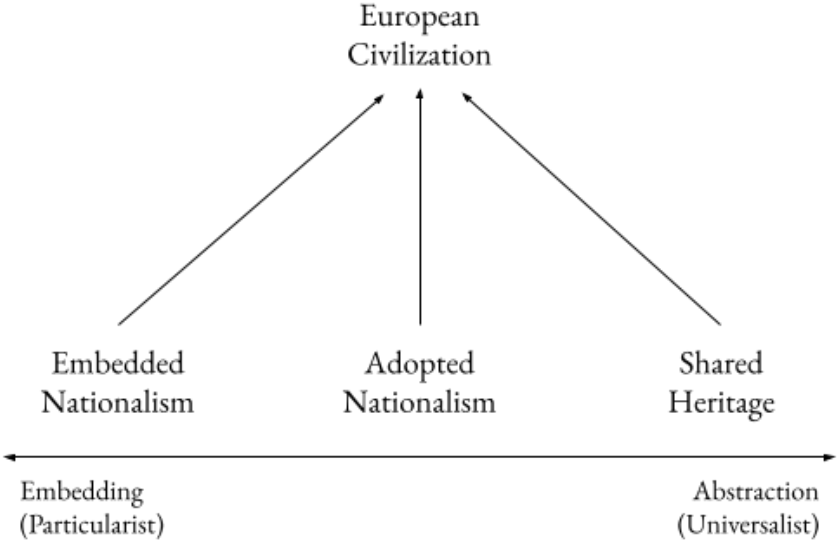 European
Civilization
Embedded
Nationalism
Adopted
Nationalism
Shared
Heritage
Embedding
(Particularist)
Abstraction
(Universalist)